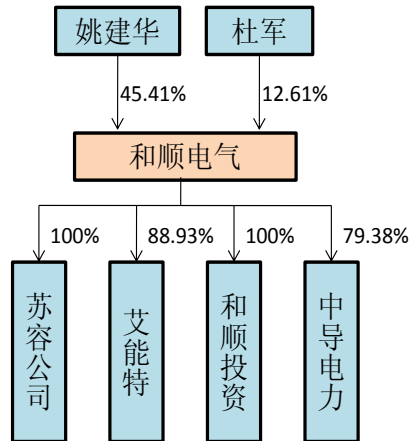 姚建华 杜军
45.41% 12.61%
和顺电气
100% 88.93% 100% 79.38%
苏容公司
艾能特
和顺投资
中导电力